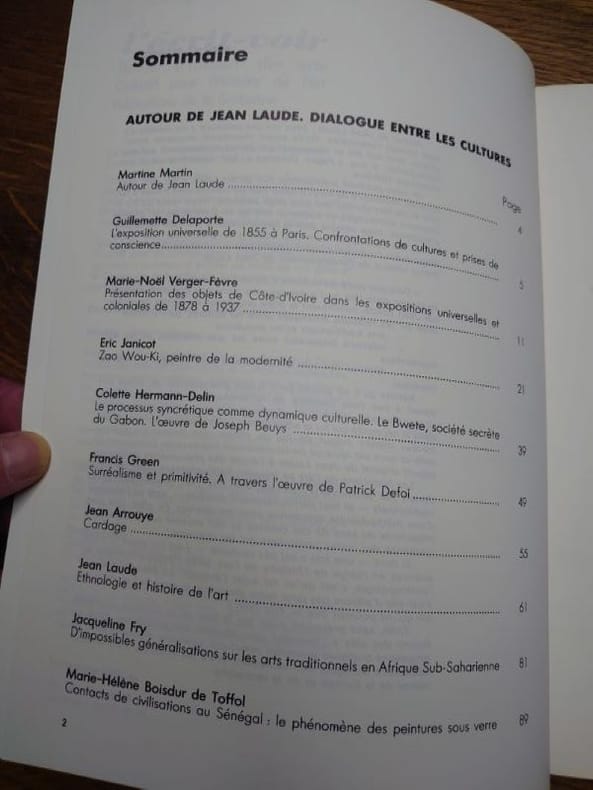 Sommaire
AUTOUR DE JEAN LAUDE. DIALOGUE ENTRE LES CULTURES
Page
Martine Martin
Autour de Jean Laude .......... 4
Guillemette Delaporte
L'exposition universelle de 1855 à Paris. Confrontations de cultures et prises de
conscience.......... 5
Marie-Noël Verger-Fèvre
Présentation des objets de Côte-d'Ivoire dans les expositions universelles et
coloniales de 1878 à 1937 .......... 11
Eric Janicot
Zao Wou-Ki, peintre de la modernité .......... 21
Colette Hermann-Delin
Le processus syncrétique comme dynamique culturelle. Le Bwete, société secrète
du Gabon. L'œuvre de Joseph Beuys .......... 39
Francis Green
Surréalisme et primitivité. A travers l'œuvre de Patrick Defoi .......... 49
Jean Arrouye
Cardage .......... 55
Jean Laude
Ethnologie et histoire de l'art .......... 61
Jacqueline Fry
D'impossibles généralisations sur les arts traditionnels en Afrique Sub-Saharienne 81
Marie-Hélène Boisdur de Toffol
Contacts de civilisations au Sénégal : le phénomène des peintures sous verre 89
2